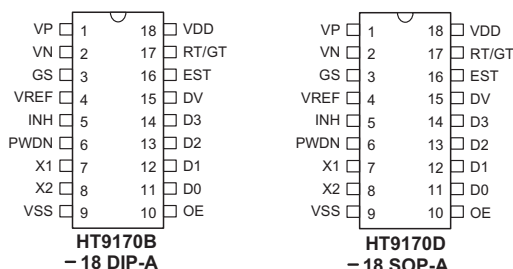 VP 1 18 VDD
VN 2 17 RT/GT
GS 3 16 EST
VREF 4 15 DV
INH 5 14 D3
PWDN 6 13 D2
X1 7 12 D1
X2 8 11 D0
VSS 9 10 OE
HT9170B
– 18 DIP-A
VP 1 18 VDD
VN 2 17 RT/GT
GS 3 16 EST
VREF 4 15 DV
INH 5 14 D3
PWDN 6 13 D2
X1 7 12 D1
X2 8 11 D0
VSS 9 10 OE
HT9170D
– 18 SOP-A